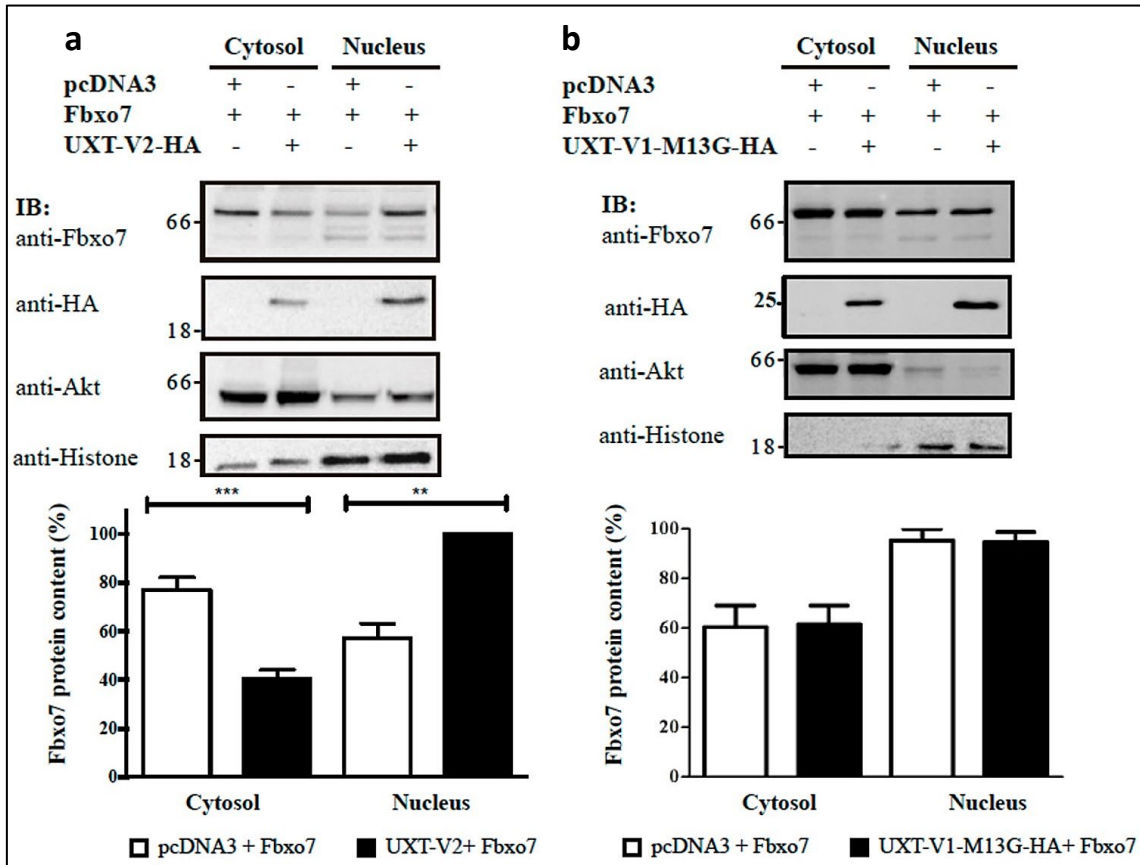 a
Cytosol Nucleus
pcDNA3 + - + -
Fbxo7 + + + +
UXT-V2-HA - + - +
IB:
66-
anti-Fbxo7
anti-HA
18-
66-
anti-Akt
anti-Histone 18-
*** **
Fbxo7 protein content (%)
100
80
60
40
20
0
Cytosol Nucleus
pcDNA3 + Fbxo7 UXT-V2+ Fbxo7
b
Cytosol Nucleus
pcDNA3 + - + -
Fbxo7 + + + +
UXT-V1-M13G-HA - + - +
IB:
66-
anti-Fbxo7
anti-HA 25-
66-
anti-Akt
anti-Histone 18-
Fbxo7 protein content (%)
100
80
60
40
20
0
Cytosol Nucleus
pcDNA3 + Fbxo7 UXT-V1-M13G-HA+ Fbxo7